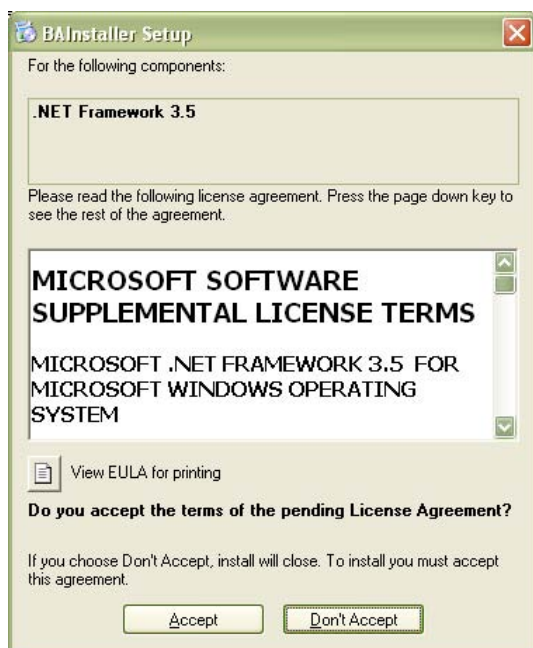 BAInstaller Setup
For the following components:
.NET Framework 3.5
Please read the following license agreement. Press the page down key to
see the rest of the agreement.
MICROSOFT SOFTWARE
SUPPLEMENTAL LICENSE TERMS
MICROSOFT .NET FRAMEWORK 3.5 FOR
MICROSOFT WINDOWS OPERATING
SYSTEM
View EULA for printing
Do you accept the terms of the pending License Agreement?
If you choose Don't Accept, install will close. To install you must accept
this agreement.
Accept
Don't Accept